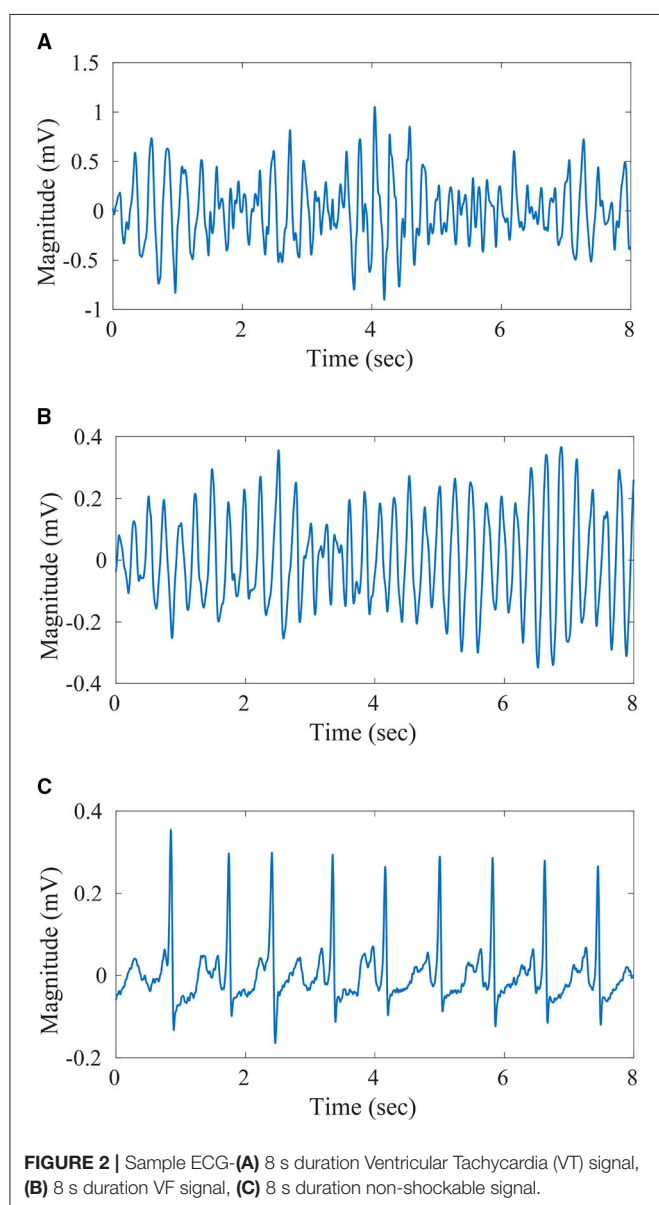 A
1.5
1
0.5
0
-0.5
-1
Magnitude (mV)
0 2 4 6 8
Time (sec)
B
0.4
0.2
0
-0.2
-0.4
Magnitude (mV)
0 2 4 6 8
Time (sec)
C
0.4
0.2
0
-0.2
Magnitude (mV)
0 2 4 6 8
Time (sec)
FIGURE 2 | Sample ECG-(A) 8 s duration Ventricular Tachycardia (VT) signal,
(B) 8 s duration VF signal, (C) 8 s duration non-shockable signal.